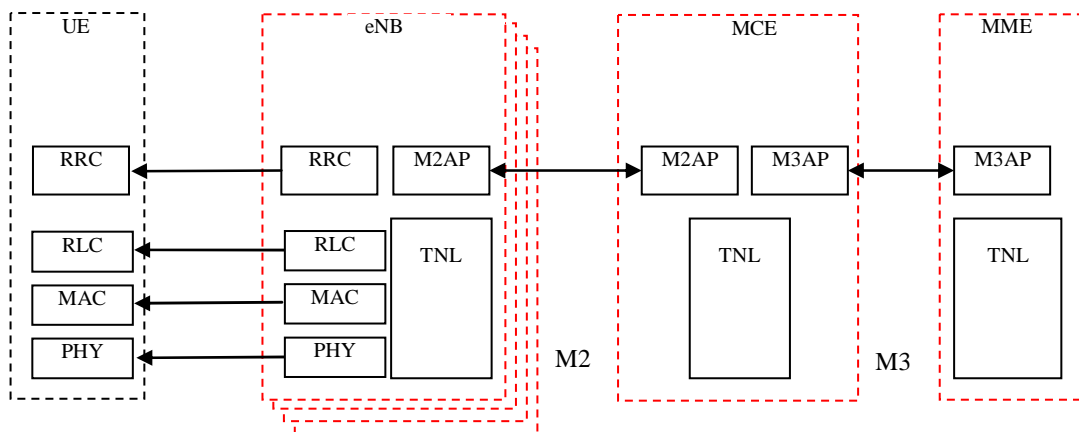 UE
eNB
MCE
MME
RRC
RRC
M2AP
M2AP
M3AP
M3AP
RLC
RLC
TNL
TNL
TNL
MAC
MAC
PHY
PHY
M2
M3